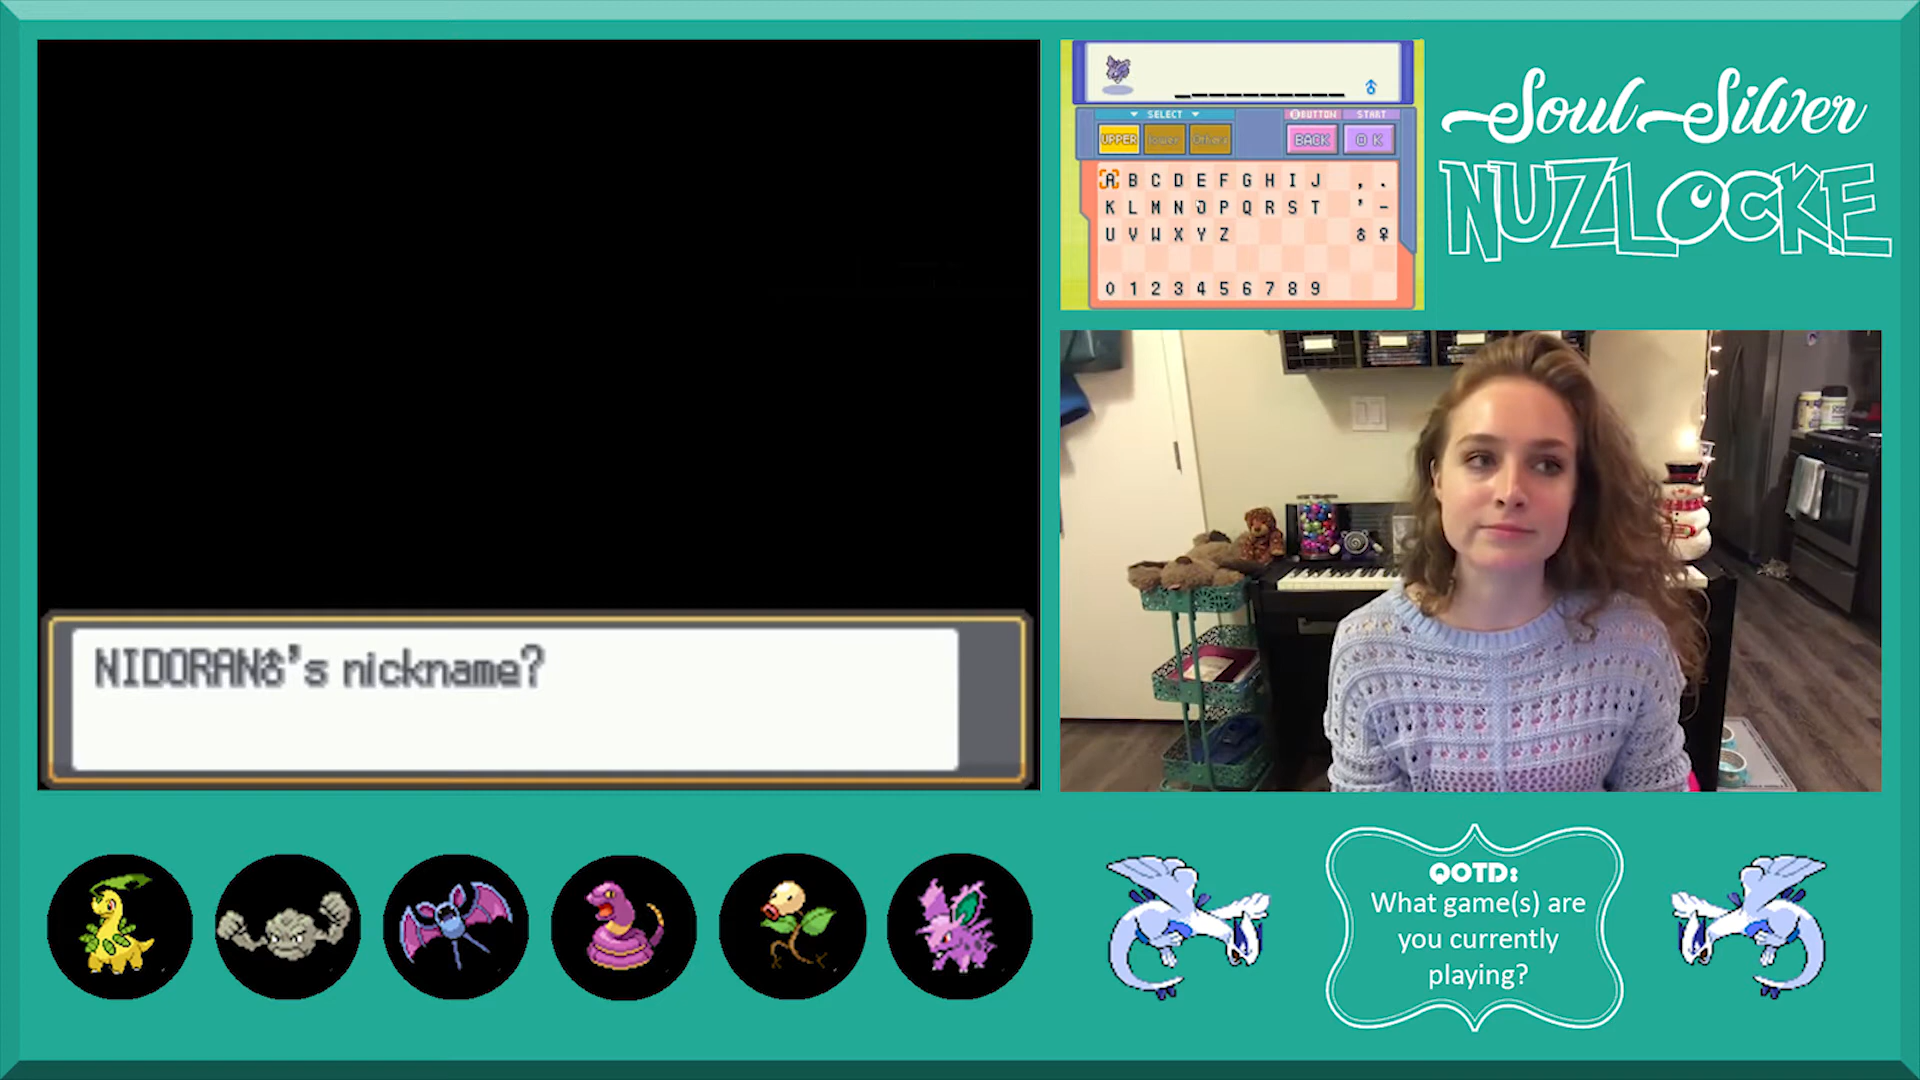 NIDORAN♂'s nickname?
▼ SELECT ▼
ⓑBUTTON START
UPPER lower Others BACK OK
A B C D E F G H I J , .
K L M N O P Q R S T ' -
U V W X Y Z ♂ ♀
0 1 2 3 4 5 6 7 8 9
Soul Silver
NUZLOCKE
QOTD:
What game(s) are
you currently
playing?